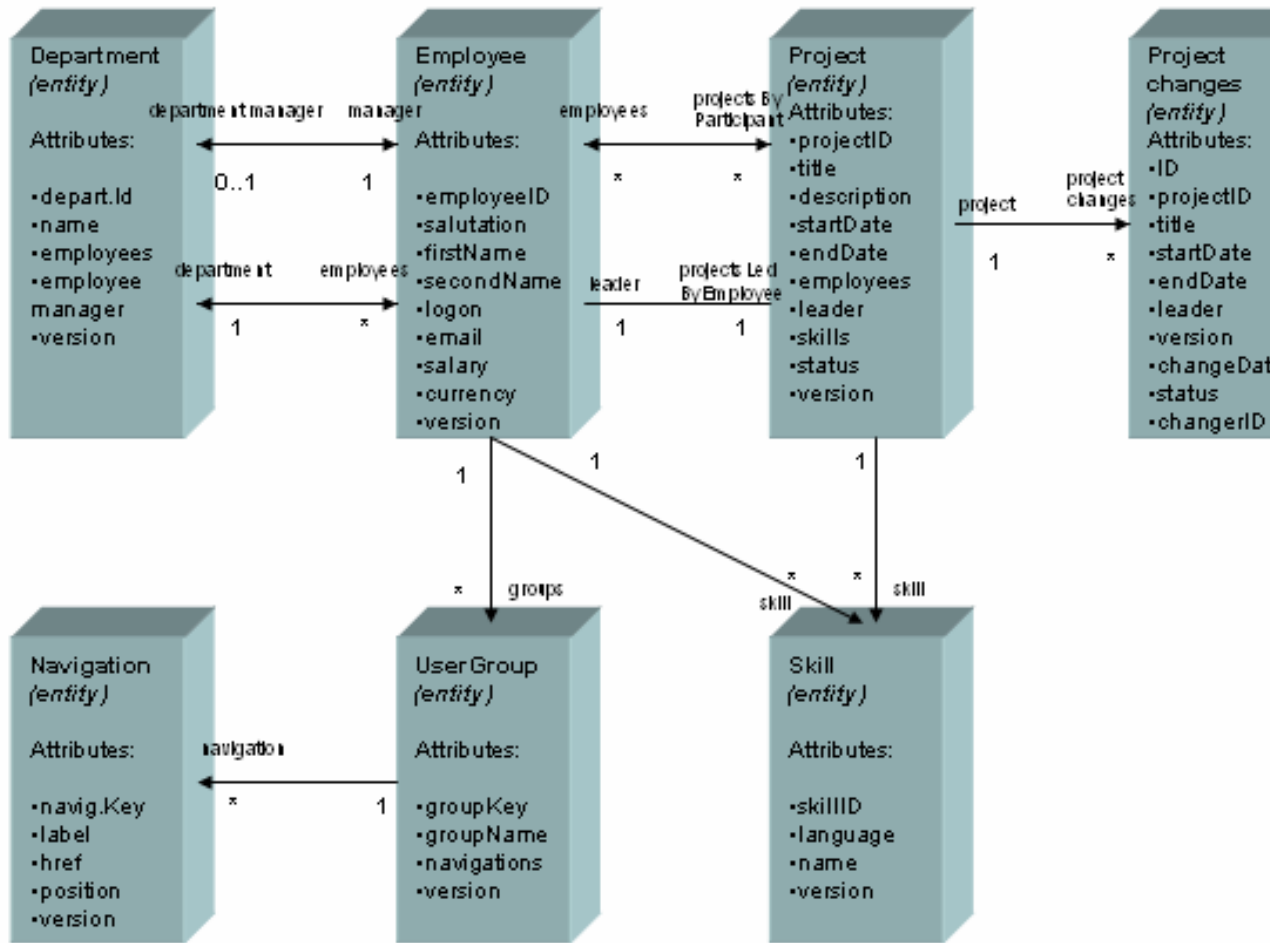 Department
(entity)
Attributes:
•depart.Id
•name
•employees
•employee
manager
•version
department manager
manager
0..1
1
department
employees
1
*
Employee
(entity)
Attributes:
•employeeID
•salutation
•firstName
•secondName
•logon
•email
•salary
•currency
•version
employees
projects By
Participant
*
*
leader
projects Led
By Employee
1
1
Project
(entity)
Attributes:
•projectID
•title
•description
•startDate
•endDate
•employees
•leader
•skills
•status
•version
project
project
changes
1
*
Project
changes
(entity)
Attributes:
•ID
•projectID
•title
•startDate
•endDate
•leader
•version
•changeDat
•status
•changerID
1
1
1
*
groups
*
skill
*
skill
Navigation
(entity)
Attributes:
•navig.Key
•label
•href
•position
•version
navigation
*
1
UserGroup
(entity)
Attributes:
•groupKey
•groupName
•navigations
•version
Skill
(entity)
Attributes:
•skillID
•language
•name
•version